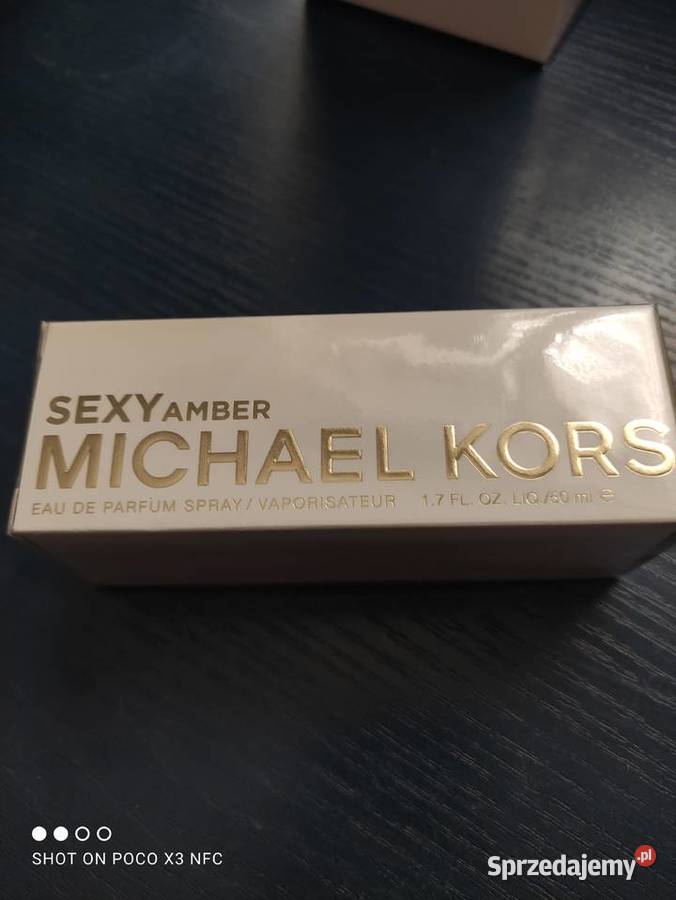 SEXY AMBER
MICHAEL KORS
EAU DE PARFUM SPRAY / VAPORISATEUR 1.7 FL. OZ. LIQ./50 ml e
SHOT ON POCO X3 NFC
Sprzedajemy.pl